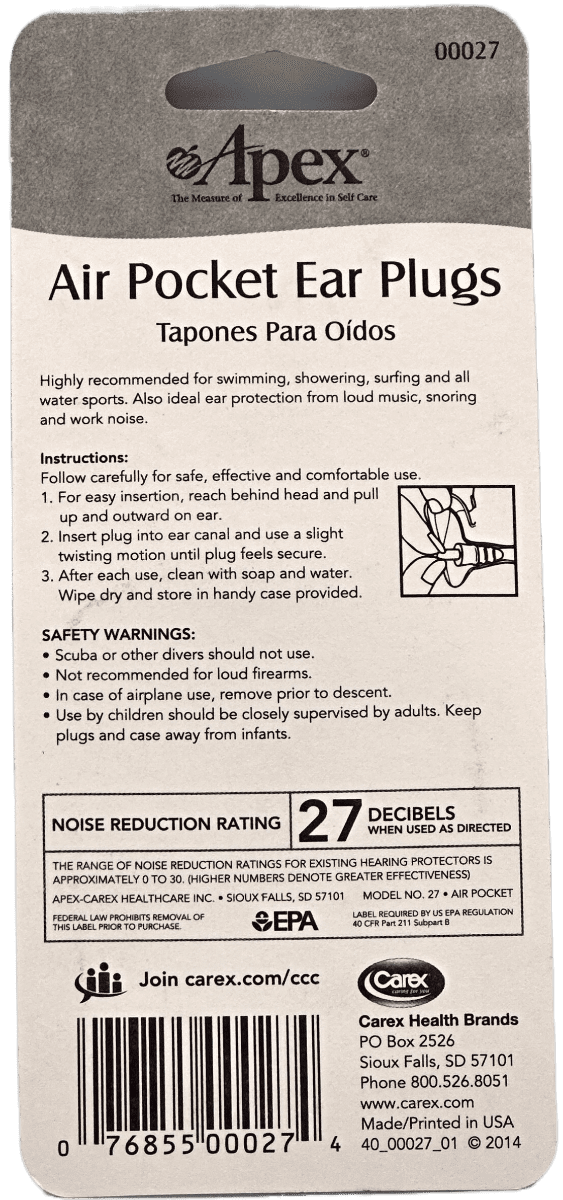 00027
Apex®
The Measure of Excellence in Self Care
Air Pocket Ear Plugs
Tapones Para Oídos
Highly recommended for swimming, showering, surfing and all
water sports. Also ideal ear protection from loud music, snoring
and work noise.
Instructions:
Follow carefully for safe, effective and comfortable use.
1. For easy insertion, reach behind head and pull
up and outward on ear.
2. Insert plug into ear canal and use a slight
twisting motion until plug feels secure.
3. After each use, clean with soap and water.
Wipe dry and store in handy case provided.
SAFETY WARNINGS:
• Scuba or other divers should not use.
• Not recommended for loud firearms.
• In case of airplane use, remove prior to descent.
• Use by children should be closely supervised by adults. Keep
plugs and case away from infants.
NOISE REDUCTION RATING
27 DECIBELS
WHEN USED AS DIRECTED
THE RANGE OF NOISE REDUCTION RATINGS FOR EXISTING HEARING PROTECTORS IS
APPROXIMATELY 0 TO 30. (HIGHER NUMBERS DENOTE GREATER EFFECTIVENESS)
APEX-CAREX HEALTHCARE INC. • SIOUX FALLS, SD 57101 MODEL NO. 27 • AIR POCKET
FEDERAL LAW PROHIBITS REMOVAL OF
THIS LABEL PRIOR TO PURCHASE.
EPA
LABEL REQUIRED BY US EPA REGULATION
40 CFR Part 211 Subpart B
Join carex.com/ccc
Carex
caring for you
Carex Health Brands
PO Box 2526
Sioux Falls, SD 57101
Phone 800.526.8051
www.carex.com
Made/Printed in USA
40_00027_01 © 2014
0 76855 00027 4